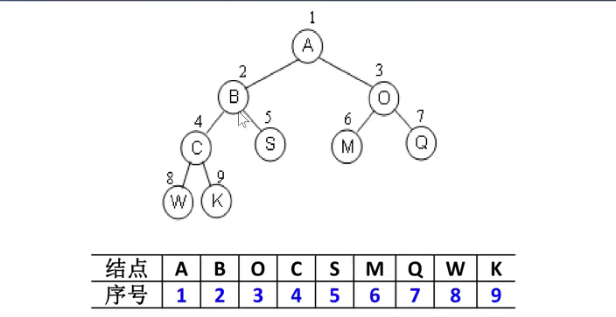 1
A
2 3
B O
4 5 6 7
C S M Q
8 9
W K
结点 A B O C S M Q W K
序号 1 2 3 4 5 6 7 8 9